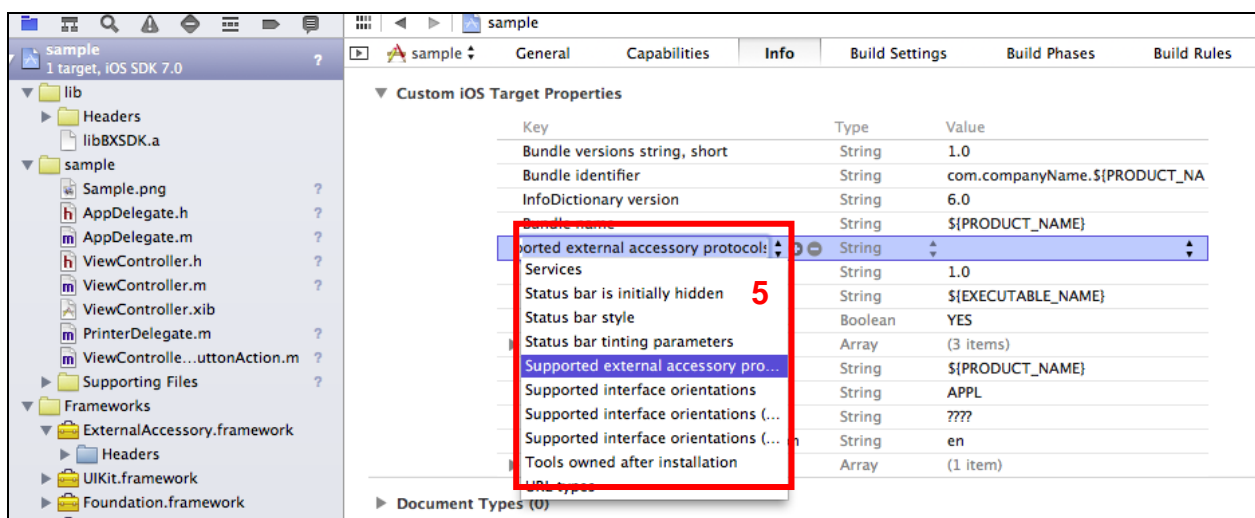 sample
sample
1 target, iOS SDK 7.0
?
lib
Headers
libBXSDK.a
sample
Sample.png ?
AppDelegate.h ?
AppDelegate.m ?
ViewController.h ?
ViewController.m ?
ViewController.xib
PrinterDelegate.m ?
ViewControlle...uttonAction.m ?
Supporting Files ?
Frameworks
ExternalAccessory.framework
Headers
UIKit.framework
Foundation.framework
sample General Capabilities Info Build Settings Build Phases Build Rules
Custom iOS Target Properties
Key Type Value
Bundle versions string, short String 1.0
Bundle identifier String com.companyName.${PRODUCT_NA
InfoDictionary version String 6.0
Bundle name String ${PRODUCT_NAME}
orted external accessory protocols String
Services String 1.0
Status bar is initially hidden String ${EXECUTABLE_NAME}
5
Status bar style Boolean YES
Status bar tinting parameters Array (3 items)
Supported external accessory pro... String ${PRODUCT_NAME}
Supported interface orientations String APPL
Supported interface orientations (... String ????
Supported interface orientations (... n String en
Tools owned after installation Array (1 item)
URL types
Document Types (0)